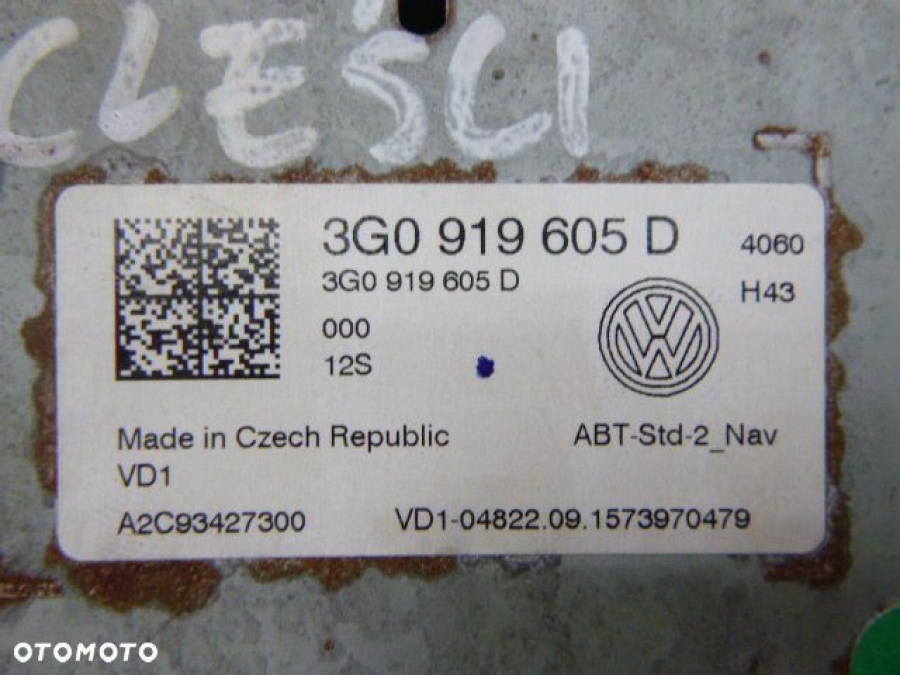 CLEŚCI
3G0 919 605 D
3G0 919 605 D
4060
H43
000
12S
Made in Czech Republic
ABT-Std-2_Nav
VD1
A2C93427300
VD1-04822.09.1573970479
OTOMOTO